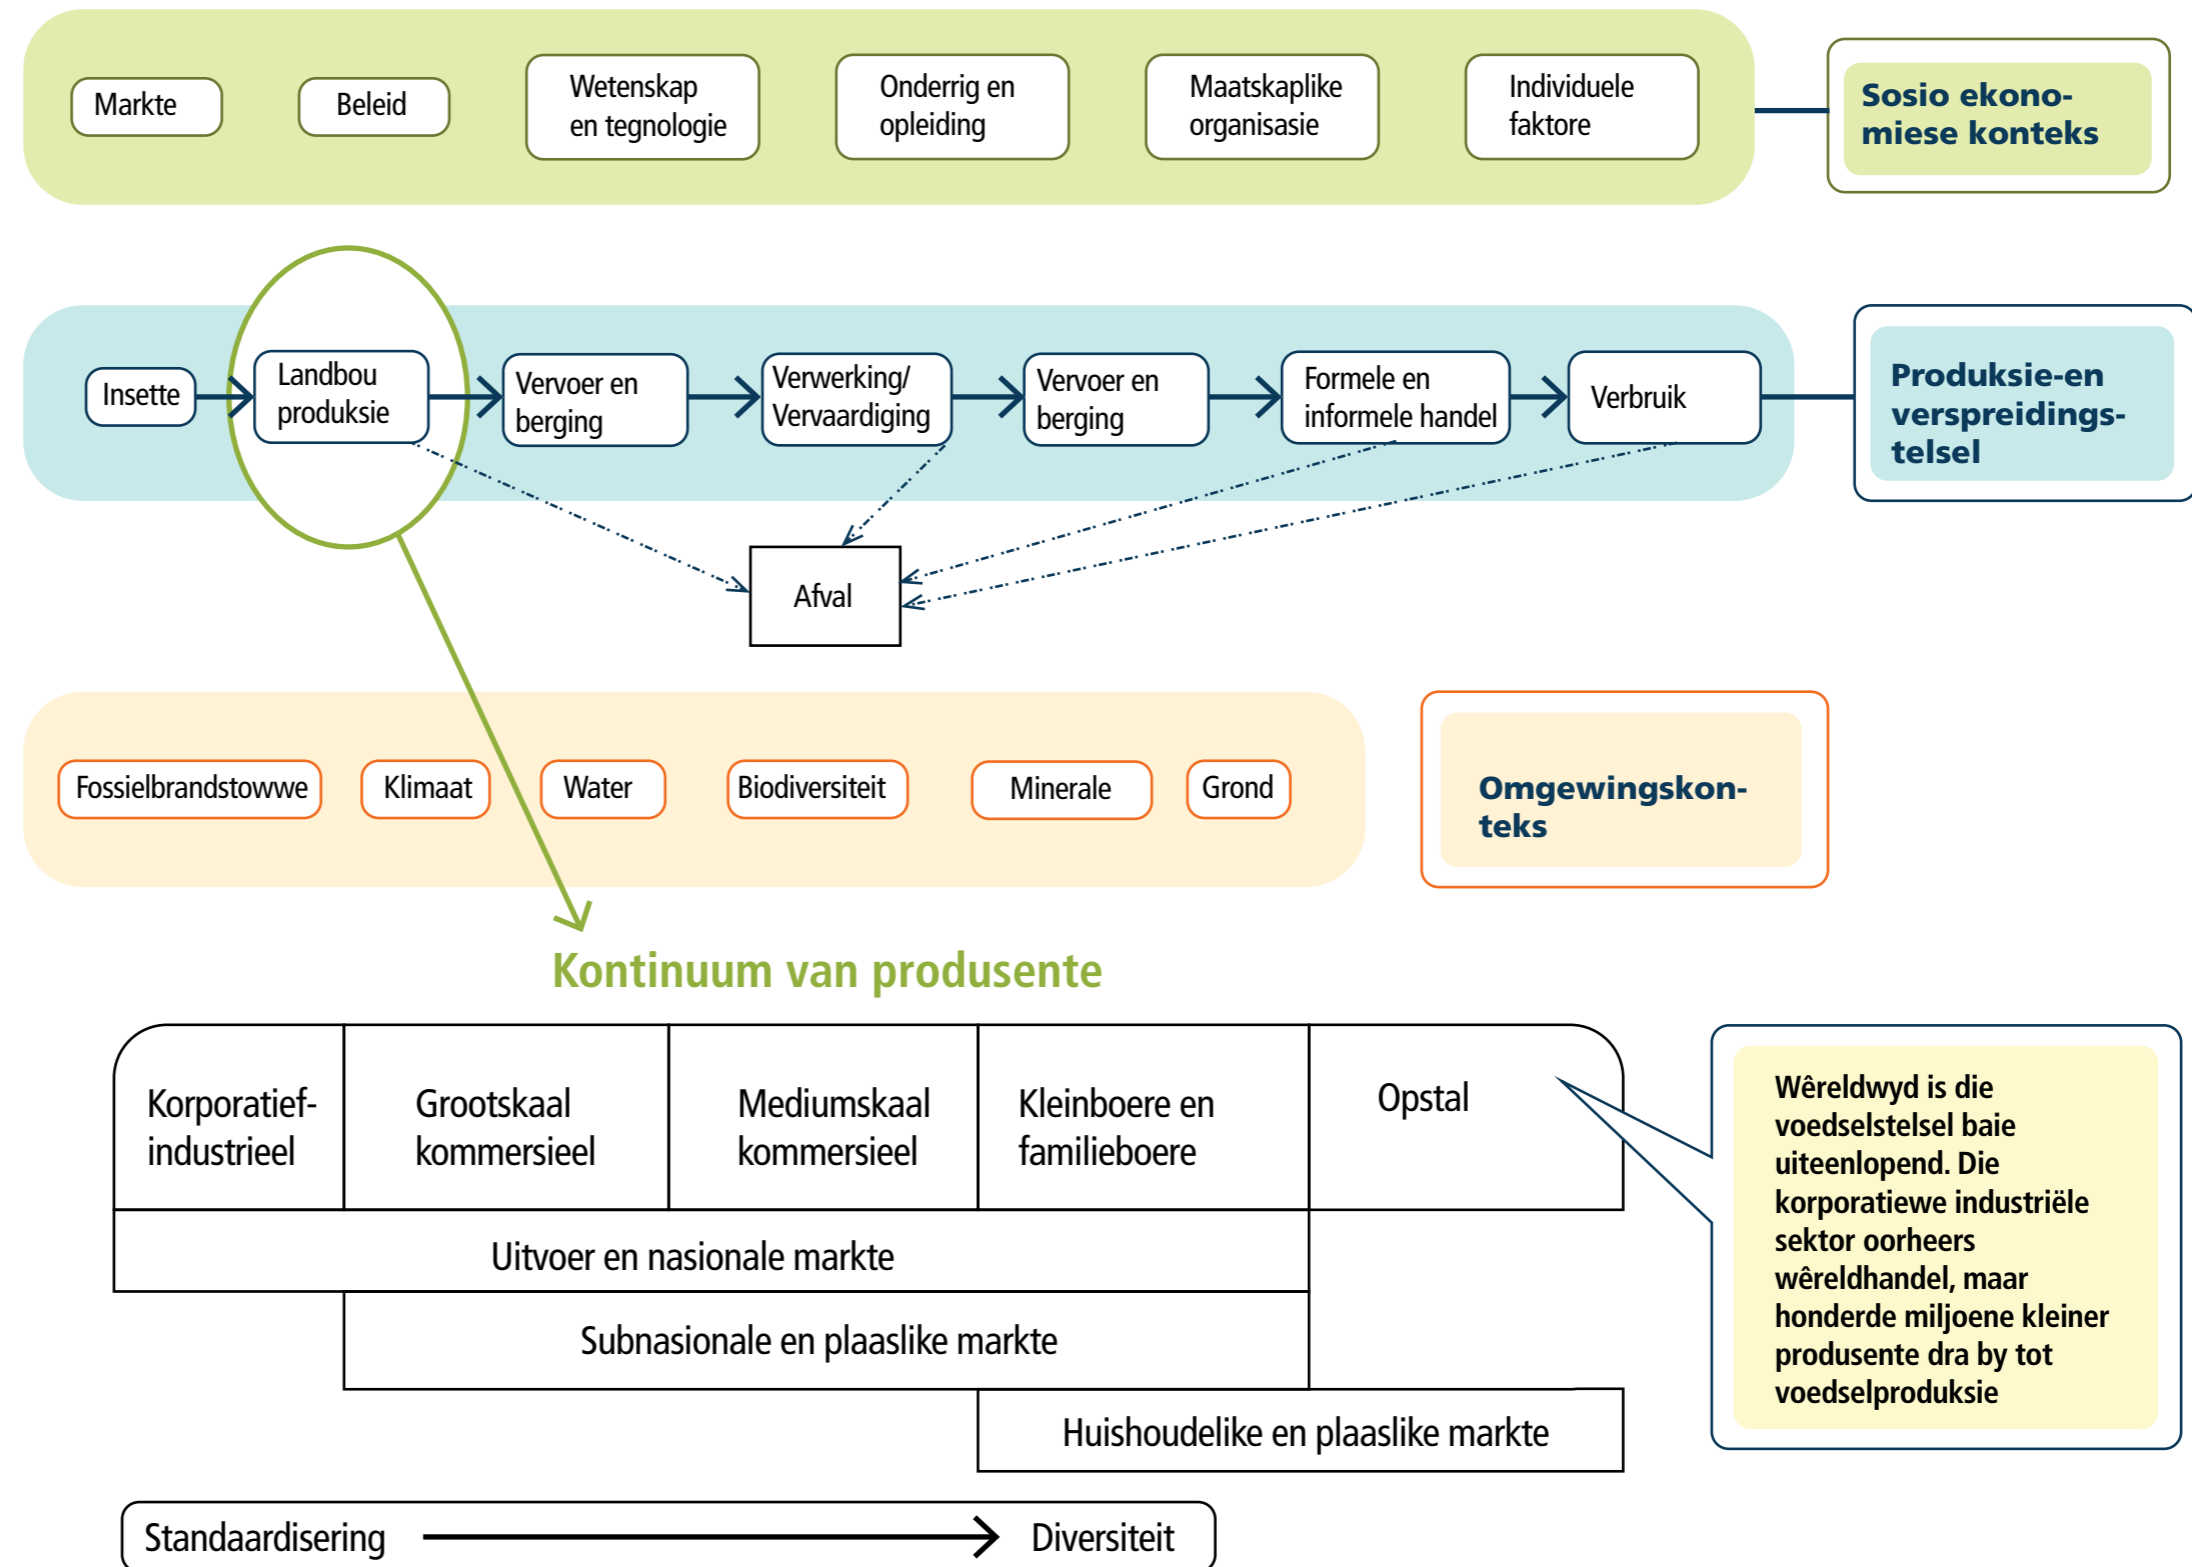 Markte
Beleid
Wetenskap
en tegnologie
Onderrig en
opleiding
Maatskaplike
organisasie
Individuele
faktore
Sosio ekono-
miese konteks
Insette
Landbou
produksie
Vervoer en
berging
Verwerking/
Vervaardiging
Vervoer en
berging
Formele en
informele handel
Verbruik
Produksie-en
verspreidings-
telsel
Afval
Fossielbrandstowwe
Klimaat
Water
Biodiversiteit
Minerale
Grond
Omgewingskon-
teks
Kontinuum van produsente
Korporatief-
industrieel
Grootskaal
kommersieel
Mediumskaal
kommersieel
Kleinboere en
familieboere
Opstal
Uitvoer en nasionale markte
Subnasionale en plaaslike markte
Huishoudelike en plaaslike markte
Wêreldwyd is die
voedselstelsel baie
uiteenlopend. Die
korporatiewe industriële
sektor oorheers
wêreldhandel, maar
honderde miljoene kleiner
produsente dra by tot
voedselproduksie
Standaardisering
Diversiteit